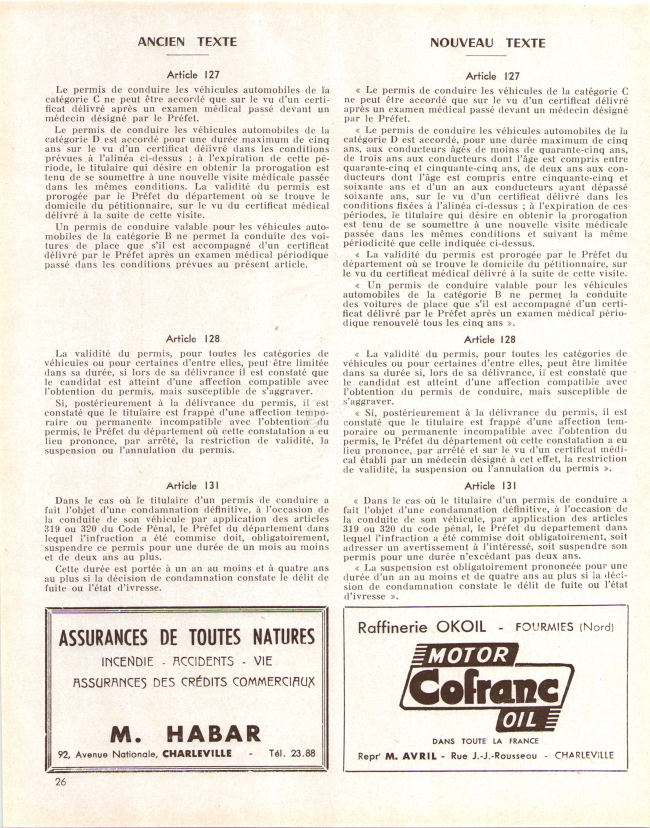 ANCIEN TEXTE
Article 127
Le permis de conduire les véhicules automobiles de la
catégorie C ne peut être accordé que sur le vu d'un certi-
ficat délivré après un examen médical passé devant un
médecin désigné par le Préfet.
Le permis de conduire les véhicules automobiles de la
catégorie D est accordé pour une durée maximum de cinq
ans sur le vu d'un certificat délivré dans les conditions
prévues à l'alinéa ci-dessus ; à l'expiration de cette pé-
riode, le titulaire qui désire en obtenir la prorogation est
tenu de se soumettre à une nouvelle visite médicale passée
dans les mêmes conditions. La validité du permis est
prorogée par le Préfet du département où se trouve le
domicile du pétitionnaire, sur le vu du certificat médical
délivré à la suite de cette visite.
Un permis de conduire valable pour les véhicules auto-
mobiles de la catégorie B ne permet la conduite des voi-
tures de place que s'il est accompagné d'un certificat
délivré par le Préfet après un examen médical périodique
passé dans les conditions prévues au présent article.
Article 128
La validité du permis, pour toutes les catégories de
véhicules ou pour certaines d'entre elles, peut être limitée
dans sa durée, si lors de sa délivrance il est constaté que
le candidat est atteint d'une affection compatible avec
l'obtention du permis, mais susceptible de s'aggraver.
Si, postérieurement à la délivrance du permis, il est
constaté que le titulaire est frappé d'une affection tempo-
raire ou permanente incompatible avec l'obtention du
permis, le Préfet du département où cette constatation a eu
lieu prononce, par arrêté, la restriction de validité, la
suspension ou l'annulation du permis.
Article 131
Dans le cas où le titulaire d'un permis de conduire a
fait l'objet d'une condamnation définitive, à l'occasion de
la conduite de son véhicule par application des articles
319 ou 320 du Code Pénal, le Préfet du département dans
lequel l'infraction a été commise doit, obligatoirement,
suspendre ce permis pour une durée de un mois au moins
et de deux ans au plus.
Cette durée est portée à un an au moins et à quatre ans
au plus si la décision de condamnation constate le délit de
fuite ou l'état d'ivresse.
NOUVEAU TEXTE
Article 127
« Le permis de conduire les véhicules de la catégorie C
ne peut être accordé que sur le vu d'un certificat délivré
après un examen médical passé devant un médecin désigné
par le Préfet.
« Le permis de conduire les véhicules automobiles de la
catégorie D est accordé, pour une durée maximum de cinq
ans, aux conducteurs âgés de moins de quarante-cinq ans,
de trois ans aux conducteurs dont l'âge est compris entre
quarante-cinq et cinquante-cinq ans, de deux ans aux con-
ducteurs dont l'âge est compris entre cinquante-cinq et
soixante ans et d'un an aux conducteurs ayant dépassé
soixante ans, sur le vu d'un certificat délivré dans les
conditions fixées à l'alinéa ci-dessus ; à l'expiration de ces
périodes, le titulaire qui désire en obtenir la prorogation
est tenu de se soumettre à une nouvelle visite médicale
passée dans les mêmes conditions et suivant la même
périodicité que celle indiquée ci-dessus.
« La validité du permis est prorogée par le Préfet du
département où se trouve le domicile du pétitionnaire, sur
le vu du certificat médical délivré à la suite de cette visite.
« Un permis de conduire valable pour les véhicules
automobiles de la catégorie B ne permet la conduite
des voitures de place que s'il est accompagné d'un certi-
ficat délivré par le Préfet après un examen médical pério-
dique renouvelé tous les cinq ans ».
Article 128
« La validité du permis, pour toutes les catégories de
véhicules ou pour certaines d'entre elles, peut être limitée
dans sa durée si, lors de sa délivrance, il est constaté que
le candidat est atteint d'une affection compatible avec
l'obtention du permis de conduire, mais susceptible de
s'aggraver.
« Si, postérieurement à la délivrance du permis, il est
constaté que le titulaire est frappé d'une affection tem-
poraire ou permanente incompatible avec l'obtention du
permis, le Préfet du département où cette constatation a eu
lieu prononce, par arrêté et sur le vu d'un certificat médi-
cal établi par un médecin désigné à cet effet, la restriction
de validité, la suspension ou l'annulation du permis ».
Article 131
« Dans le cas où le titulaire d'un permis de conduire a
fait l'objet d'une condamnation définitive, à l'occasion de
la conduite de son véhicule, par application des articles
319 ou 320 du code pénal, le Préfet du departement dans
lequel l'infraction a été commise doit obligatoirement, soit
adresser un avertissement à l'intéressé, soit suspendre son
permis pour une durée n'excédant pas deux ans.
« La suspension est obligatoirement prononcée pour une
durée d'un an au moins et de quatre ans au plus si la déci-
sion de condamnation constate le délit de fuite ou l'état
d'ivresse ».
ASSURANCES DE TOUTES NATURES
INCENDIE - ACCIDENTS - VIE
ASSURANCES DES CRÉDITS COMMERCIAUX
M. HABAR
92, Avenue Nationale, CHARLEVILLE - Tél. 23.88
Raffinerie OKOIL - FOURMIES (Nord)
MOTOR
Cofranc
OIL
DANS TOUTE LA FRANCE
Reprt M. AVRIL - Rue J.-J.-Rousseau - CHARLEVILLE
26